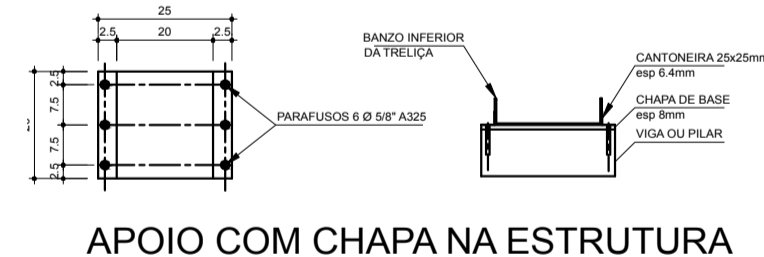 25
2.5 20 2.5
2.5
7.5
7.5
2.5
PARAFUSOS 6 Ø 5/8" A325
BANZO INFERIOR
DA TRELIÇA
CANTONEIRA 25x25mm
esp 6.4mm
CHAPA DE BASE
esp 8mm
VIGA OU PILAR
APOIO COM CHAPA NA ESTRUTURA